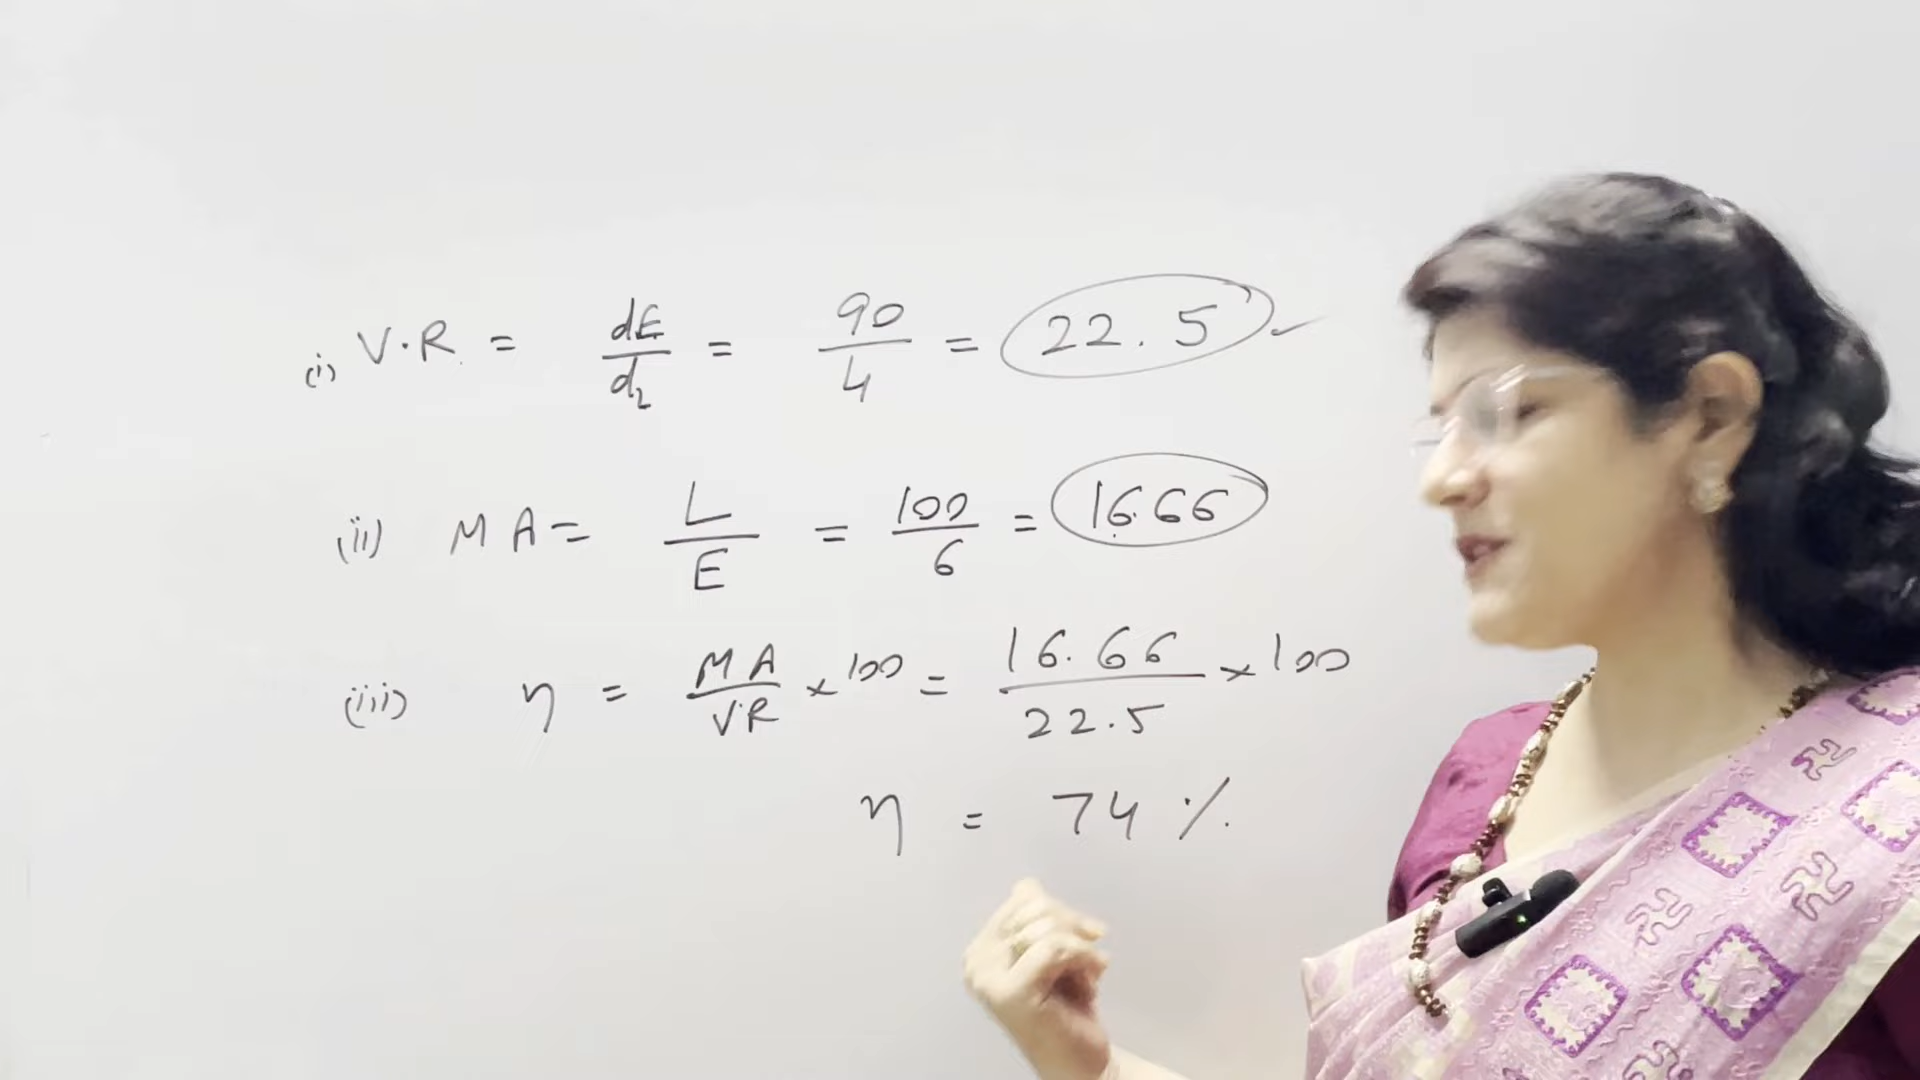 (i) V.R = dE/d2 = 90/4 = 22.5
(ii) M A = L/E = 100/6 = 16.66
(iii) η = MA/VR × 100 = 16.66/22.5 × 100
η = 74 %